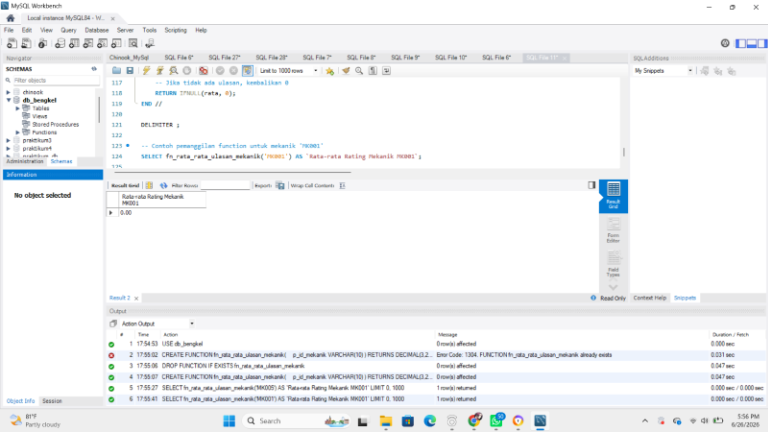 MySQL Workbench
Local instance MySQL84 - W...
File Edit View Query Database Server Tools Scripting Help
Navigator
SCHEMAS
Filter objects
chinook
db_bengkel
Tables
Views
Stored Procedures
Functions
praktikum3
praktikum4
praktikum_db
Administration Schemas
Information
No object selected
Object Info Session
Chinook_MySql SQL File 6* SQL File 27* SQL File 28* SQL File 7* SQL File 8* SQL File 9* SQL File 10* SQL File 6* SQL File 11*
Limit to 1000 rows
117 -- Jika tidak ada ulasan, kembalikan 0
118 RETURN IFNULL(rata, 0);
119 END //
120
121 DELIMITER ;
122
123 -- Contoh pemanggilan function untuk mekanik 'MK001'
124 SELECT fn_rata_rata_ulasan_mekanik('MK001') AS 'Rata-rata Rating Mekanik MK001';
125
Result Grid Filter Rows: Export: Wrap Cell Content:
Rata-rata Rating Mekanik
MK001
0.00
Result Grid
Form Editor
Field Types
Result 2
Read Only
SQLAdditions
My Snippets
Context Help Snippets
Output
Action Output
# Time Action Message Duration / Fetch
1 17:54:53 USE db_bengkel 0 row(s) affected 0.000 sec
2 17:55:02 CREATE FUNCTION fn_rata_rata_ulasan_mekanik( p_id_mekanik VARCHAR(10) ) RETURNS DECIMAL(3,2... Error Code: 1304. FUNCTION fn_rata_rata_ulasan_mekanik already exists 0.031 sec
3 17:55:06 DROP FUNCTION IF EXISTS fn_rata_rata_ulasan_mekanik 0 row(s) affected 0.047 sec
4 17:55:07 CREATE FUNCTION fn_rata_rata_ulasan_mekanik( p_id_mekanik VARCHAR(10) ) RETURNS DECIMAL(3,2... 0 row(s) affected 0.047 sec
5 17:55:27 SELECT fn_rata_rata_ulasan_mekanik('MK005') AS 'Rata-rata Rating Mekanik MK001' LIMIT 0, 1000 1 row(s) returned 0.000 sec / 0.000 sec
6 17:55:41 SELECT fn_rata_rata_ulasan_mekanik('MK001') AS 'Rata-rata Rating Mekanik MK001' LIMIT 0, 1000 1 row(s) returned 0.000 sec / 0.000 sec
81°F
Partly cloudy
Search
5:56 PM
6/26/2026